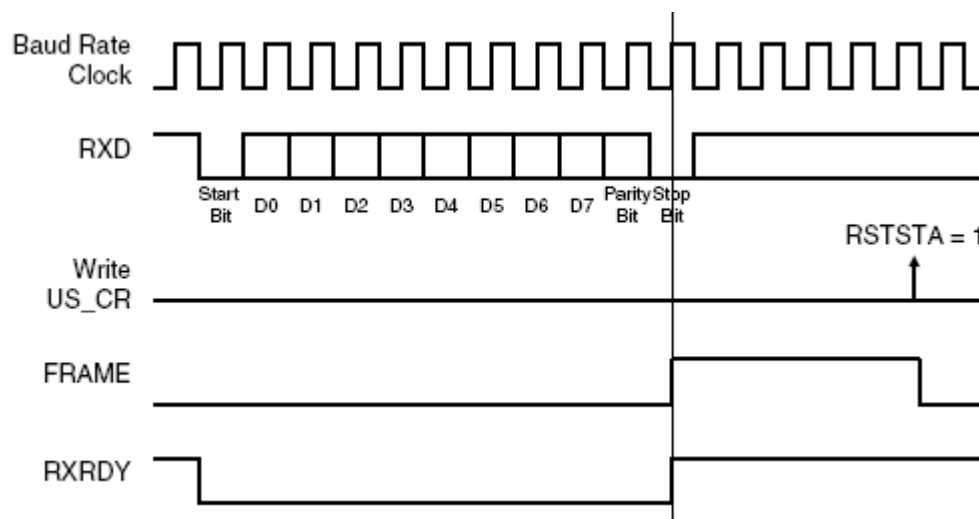 Baud Rate
Clock
RXD
Start
Bit
D0 D1 D2 D3 D4 D5 D6 D7
Parity
Bit
Stop
Bit
RSTSTA = 1
Write
US_CR
FRAME
RXRDY